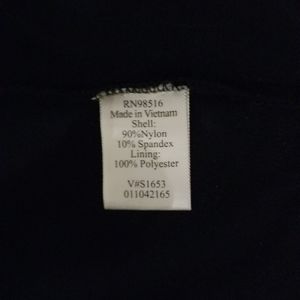 RN98516
Made in Vietnam
Shell:
90%Nylon
10% Spandex
Lining:
100% Polyester
V#S1653
011042165